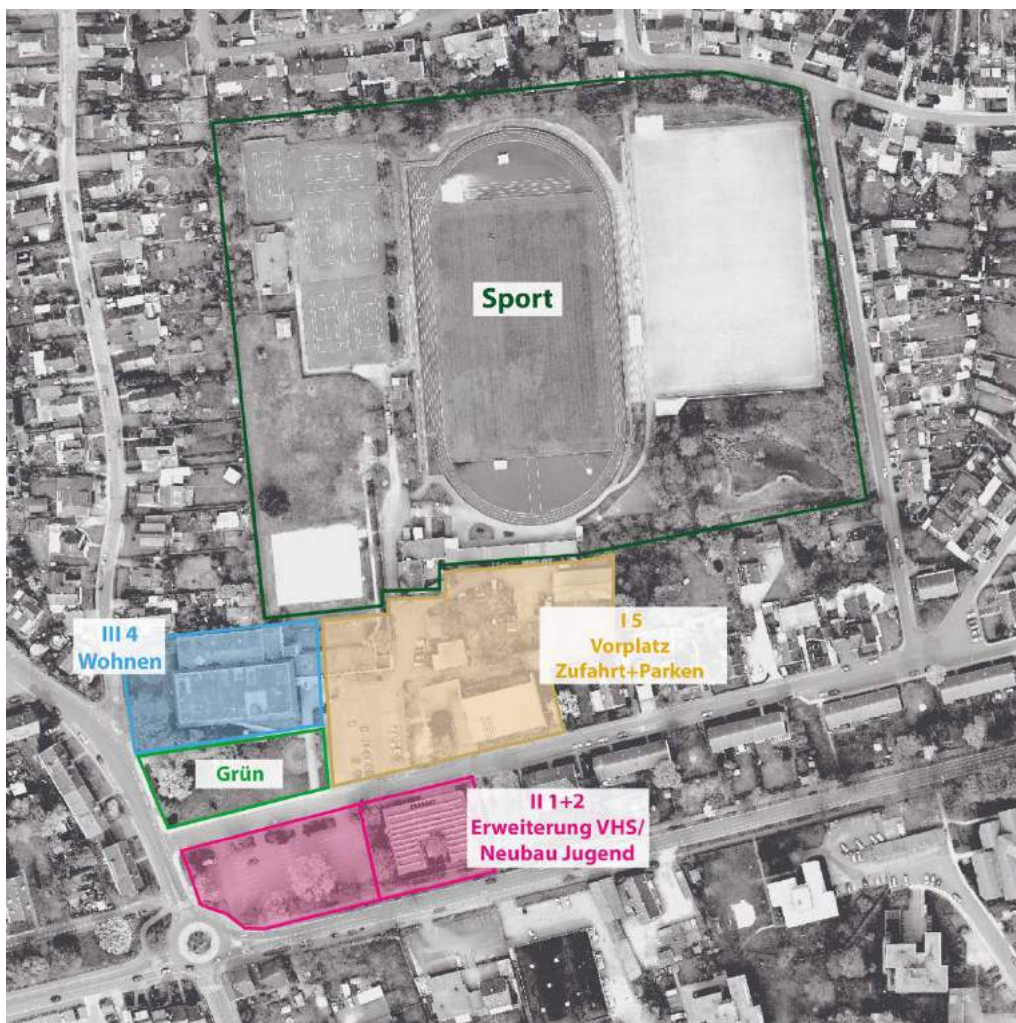 Sport
III 4
Wohnen
I 5
Vorplatz
Zufahrt+Parken
Grün
II 1+2
Erweiterung VHS/
Neubau Jugend